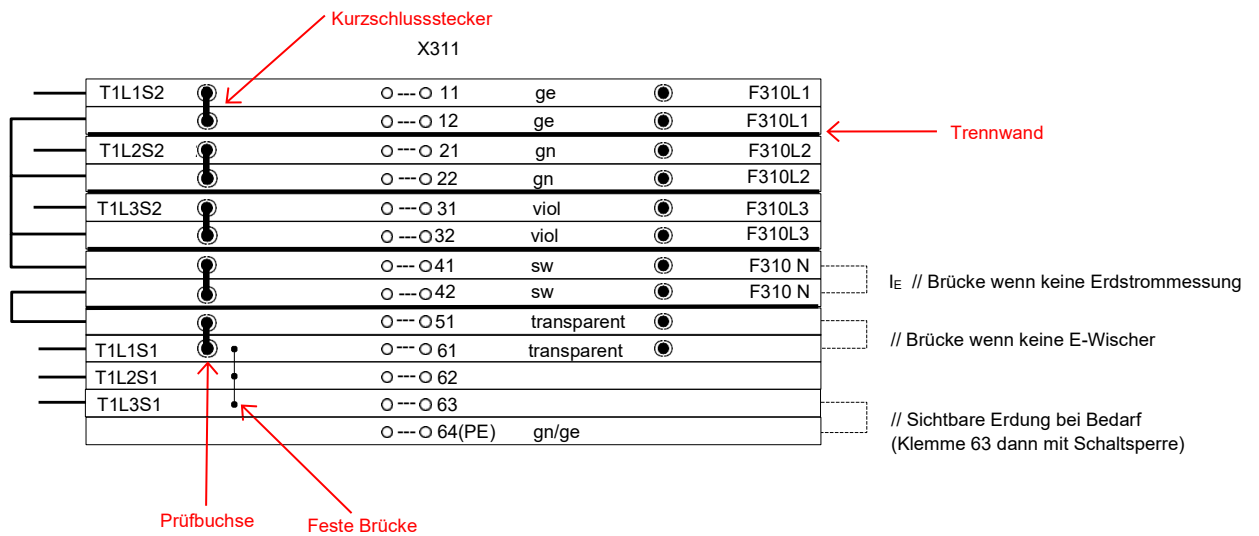 Kurzschlussstecker
X311
T1L1S2 11 ge F310L1
12 ge F310L1
Trennwand
T1L2S2 21 gn F310L2
22 gn F310L2
T1L3S2 31 viol F310L3
32 viol F310L3
41 sw F310 N
42 sw F310 N
IE // Brücke wenn keine Erdstrommessung
51 transparent
// Brücke wenn keine E-Wischer
T1L1S1 61 transparent
T1L2S1 62
T1L3S1 63
64(PE) gn/ge
// Sichtbare Erdung bei Bedarf
(Klemme 63 dann mit Schaltsperre)
Prüfbuchse
Feste Brücke